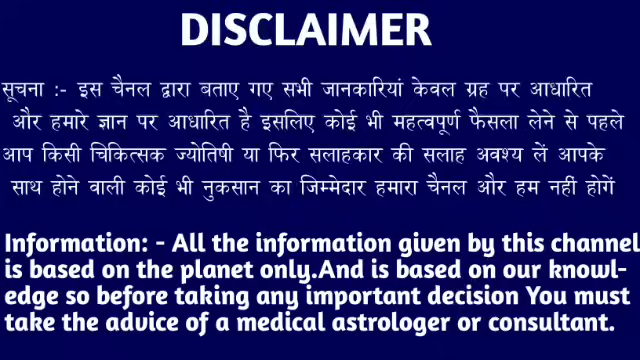 DISCLAIMER
सूचना :- इस चैनल द्वारा बताए गए सभी जानकारियां केवल ग्रह पर आधारित
और हमारे ज्ञान पर आधारित है इसलिए कोई भी महत्वपूर्ण फैसला लेने से पहले
आप किसी चिकित्सक ज्योतिषी या फिर सलाहकार की सलाह अवश्य लें आपके
साथ होने वाली कोई भी नुकसान का जिम्मेदार हमारा चैनल और हम नहीं होगें
Information: - All the information given by this channel
is based on the planet only.And is based on our knowl-
edge so before taking any important decision You must
take the advice of a medical astrologer or consultant.